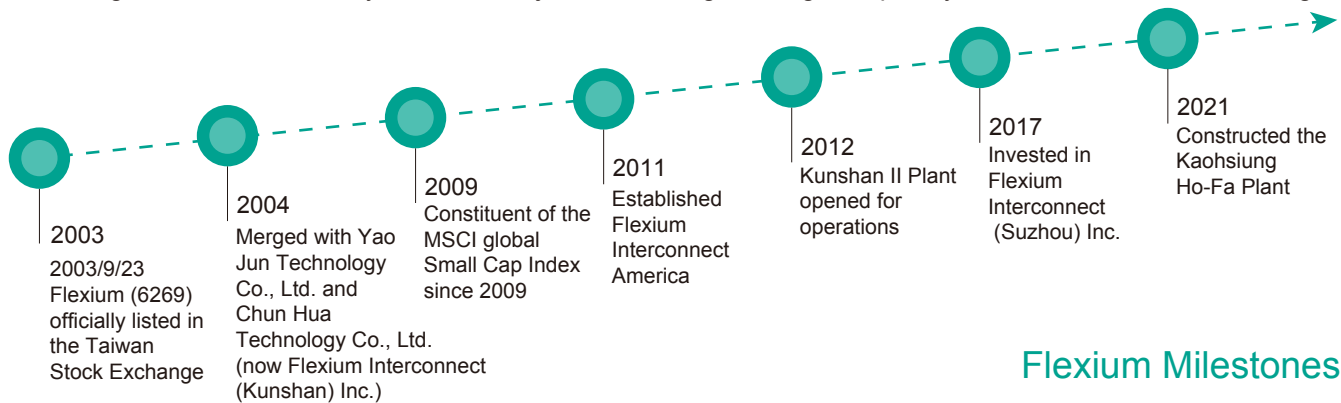 2003
2003/9/23
Flexium (6269)
officially listed in
the Taiwan
Stock Exchange
2004
Merged with Yao
Jun Technology
Co., Ltd. and
Chun Hua
Technology Co., Ltd.
(now Flexium Interconnect
(Kunshan) Inc.)
2009
Constituent of the
MSCI global
Small Cap Index
since 2009
2011
Established
Flexium
Interconnect
America
2012
Kunshan II Plant
opened for
operations
2017
Invested in
Flexium
Interconnect
(Suzhou) Inc.
2021
Constructed the
Kaohsiung
Ho-Fa Plant
Flexium Milestones